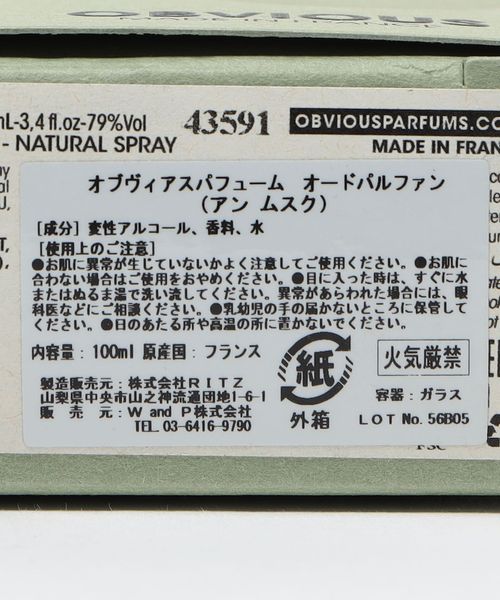 OBVIOUS
mL-3,4 fl.oz-79%Vol
43591
OBVIOUSPARFUMS.CO
- NATURAL SPRAY
MADE IN FRAN
オブヴィアスパフューム オードパルファン
(アン ムスク)
[成分] 変性アルコール、香料、水
[使用上のご注意]
●お肌に異常が生じていないかよく注意してご使用ください。●お肌に
合わない場合はご使用をおやめください。●目に入った時は、すぐに水
またはぬるま湯で洗い流してください。異常があらわれた場合には、眼
科医などにご相談ください。●乳幼児の手の届かないところに保管して
ください。●日のあたる所や高温の所に置かないでください。
内容量:100ml 原産国:フランス
紙
外箱
火気厳禁
製造販売元:株式会社RITZ
山梨県中央市山之神流通団地1-6-1
販 売 元:W and P株式会社
TEL 03-6416-9790
容器:ガラス
LOT No. 56B05
FSC